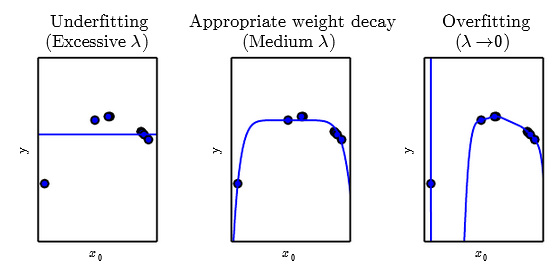 Underfitting
(Excessive λ)
Appropriate weight decay
(Medium λ)
Overfitting
(λ→0)
y
x₀
y
x₀
y
x₀